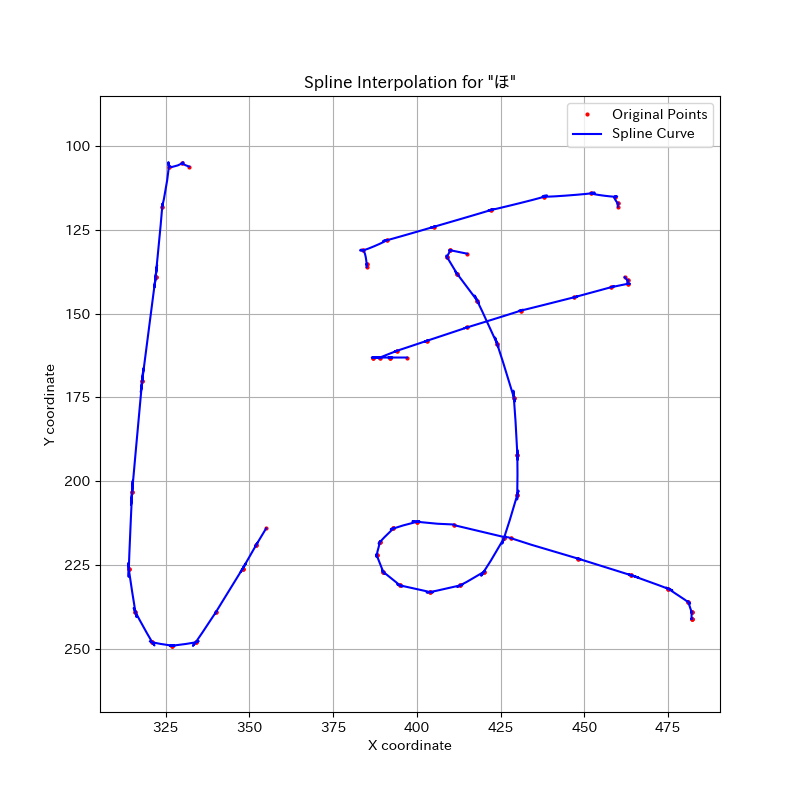 Spline Interpolation for "ほ"
Original Points
Spline Curve
ほ
100
125
150
175
200
225
250
Y coordinate
325 350 375 400 425 450 475
X coordinate